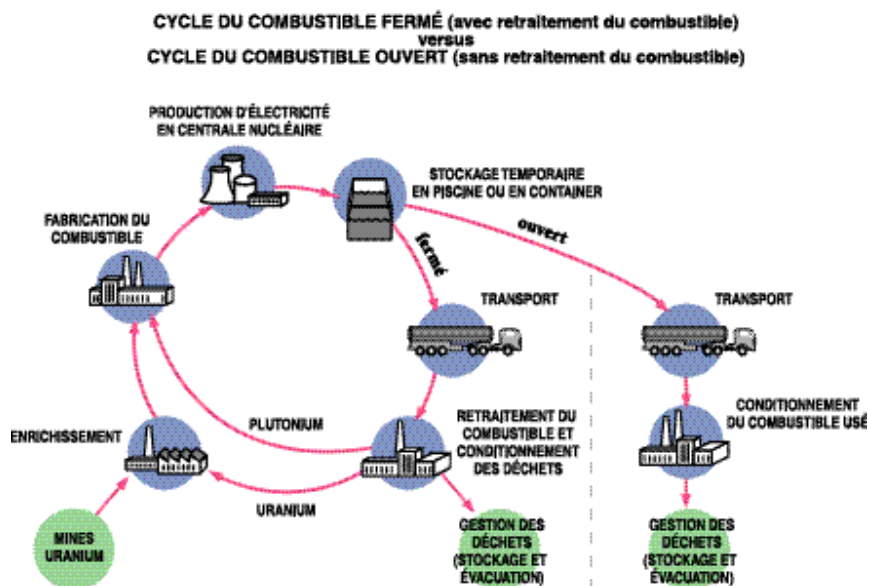 CYCLE DU COMBUSTIBLE FERMÉ (avec retraitement du combustible)
versus
CYCLE DU COMBUSTIBLE OUVERT (sans retraitement du combustible)
PRODUCTION D'ÉLECTRICITÉ
EN CENTRALE NUCLÉAIRE
STOCKAGE TEMPORAIRE
EN PISCINE OU EN CONTAINER
FABRICATION DU
COMBUSTIBLE
ouvert
fermé
TRANSPORT
TRANSPORT
ENRICHISSEMENT
PLUTONIUM
RETRAITEMENT DU
COMBUSTIBLE ET
CONDITIONNEMENT
DES DÉCHETS
CONDITIONNEMENT
DU COMBUSTIBLE USÉ
URANIUM
MINES
URANIUM
GESTION DES
DÉCHETS
(STOCKAGE ET
ÉVACUATION)
GESTION DES
DÉCHETS
(STOCKAGE ET
ÉVACUATION)